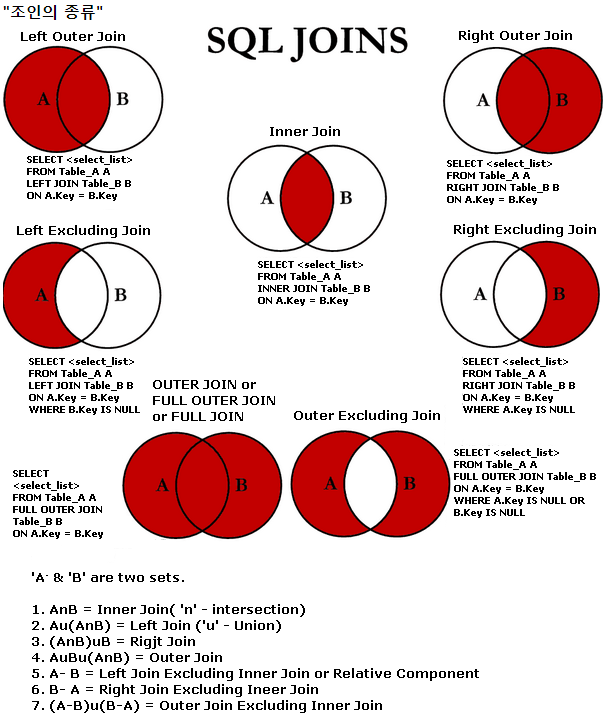 "조인의 종류"
SQL JOINS
Left Outer Join
A B
SELECT <select_list>
FROM Table_A A
LEFT JOIN Table_B B
ON A.Key = B.Key
Right Outer Join
A B
SELECT <select_list>
FROM Table_A A
RIGHT JOIN Table_B B
ON A.Key = B.Key
Inner Join
A B
SELECT <select_list>
FROM Table_A A
INNER JOIN Table_B B
ON A.Key = B.Key
Left Excluding Join
A B
SELECT <select_list>
FROM Table_A A
LEFT JOIN Table_B B
ON A.Key = B.Key
WHERE B.Key IS NULL
Right Excluding Join
A B
SELECT <select_list>
FROM Table_A A
RIGHT JOIN Table_B B
ON A.Key = B.Key
WHERE A.Key IS NULL
OUTER JOIN or
FULL OUTER JOIN
or FULL JOIN
A B
SELECT
<select_list>
FROM Table_A A
FULL OUTER JOIN
Table_B B
ON A.Key = B.Key
Outer Excluding Join
A B
SELECT <select_list>
FROM Table_A A
FULL OUTER JOIN Table_B B
ON A.Key = B.Key
WHERE A.Key IS NULL OR
B.Key IS NULL
'A' & 'B' are two sets.
1. AnB = Inner Join( 'n' - intersection)
2. Au(AnB) = Left Join ('u' - Union)
3. (AnB)uB = Rigjt Join
4. AuBu(AnB) = Outer Join
5. A- B = Left Join Excluding Inner Join or Relative Component
6. B- A = Right Join Excluding Ineer Join
7. (A-B)u(B-A) = Outer Join Excluding Inner Join